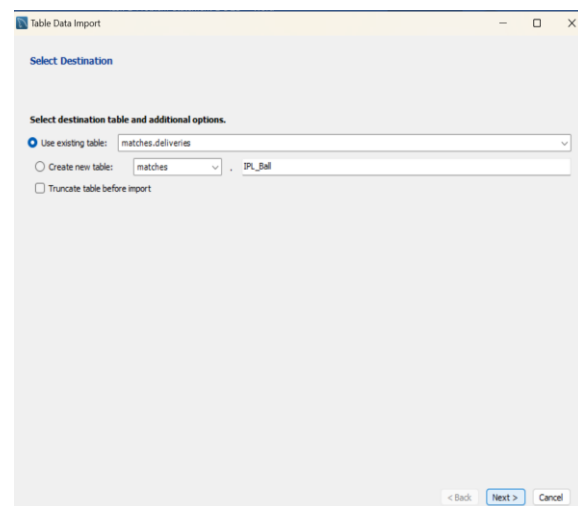 Table Data Import
Select Destination
Select destination table and additional options.
Use existing table: matches.deliveries
Create new table: matches . IPL_Ball
Truncate table before import
< Back Next > Cancel